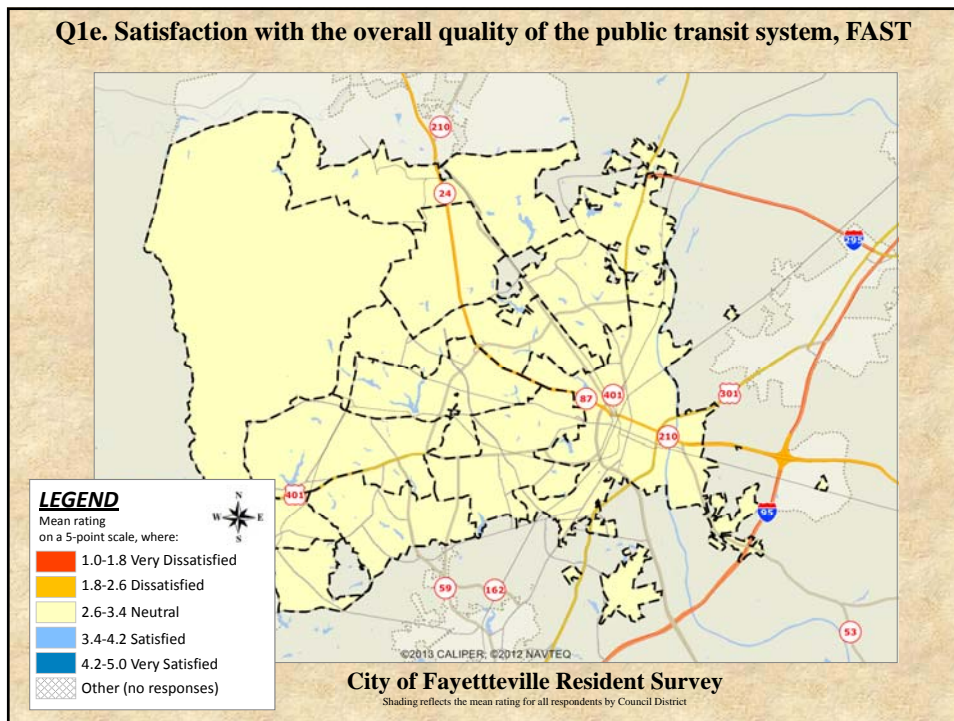 Q1e. Satisfaction with the overall quality of the public transit system, FAST
210
24
295
301
87
401
210
401
95
59
162
53
LEGEND
Mean rating
on a 5-point scale, where:
N
W E
S
1.0-1.8 Very Dissatisfied
1.8-2.6 Dissatisfied
2.6-3.4 Neutral
3.4-4.2 Satisfied
4.2-5.0 Very Satisfied
Other (no responses)
©2013 CALIPER; ©2012 NAVTEQ
City of Fayettteville Resident Survey
Shading reflects the mean rating for all respondents by Council District